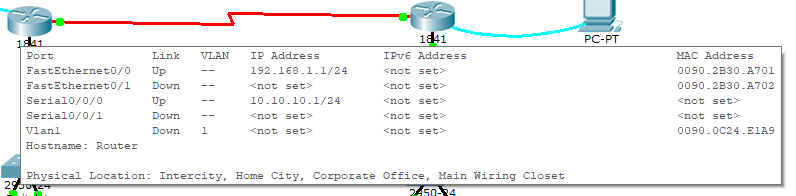 1841
1841
PC-PT
Port Link VLAN IP Address IPv6 Address MAC Address
FastEthernet0/0 Up -- 192.168.1.1/24 <not set> 0090.2B30.A701
FastEthernet0/1 Down -- <not set> <not set> 0090.2B30.A702
Serial0/0/0 Up -- 10.10.10.1/24 <not set> <not set>
Serial0/0/1 Down -- <not set> <not set> <not set>
Vlan1 Down 1 <not set> <not set> 0090.0C24.E1A9
Hostname: Router
Physical Location: Intercity, Home City, Corporate Office, Main Wiring Closet
2950-24
2950-24